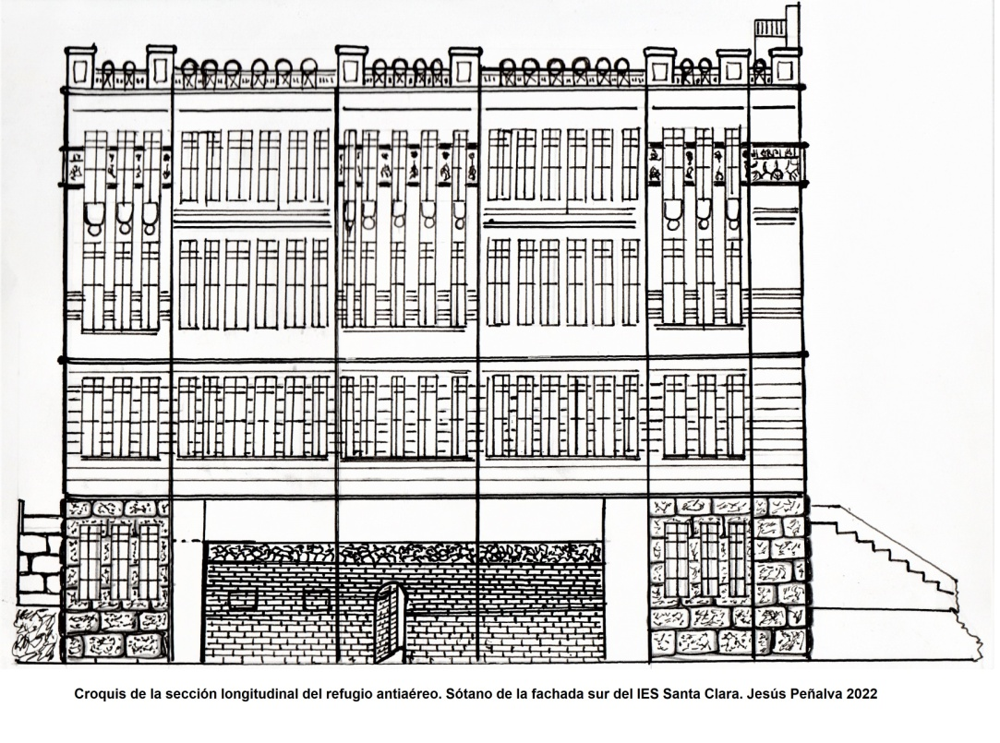 Croquis de la sección longitudinal del refugio antiaéreo. Sótano de la fachada sur del IES Santa Clara. Jesús Peñalva 2022